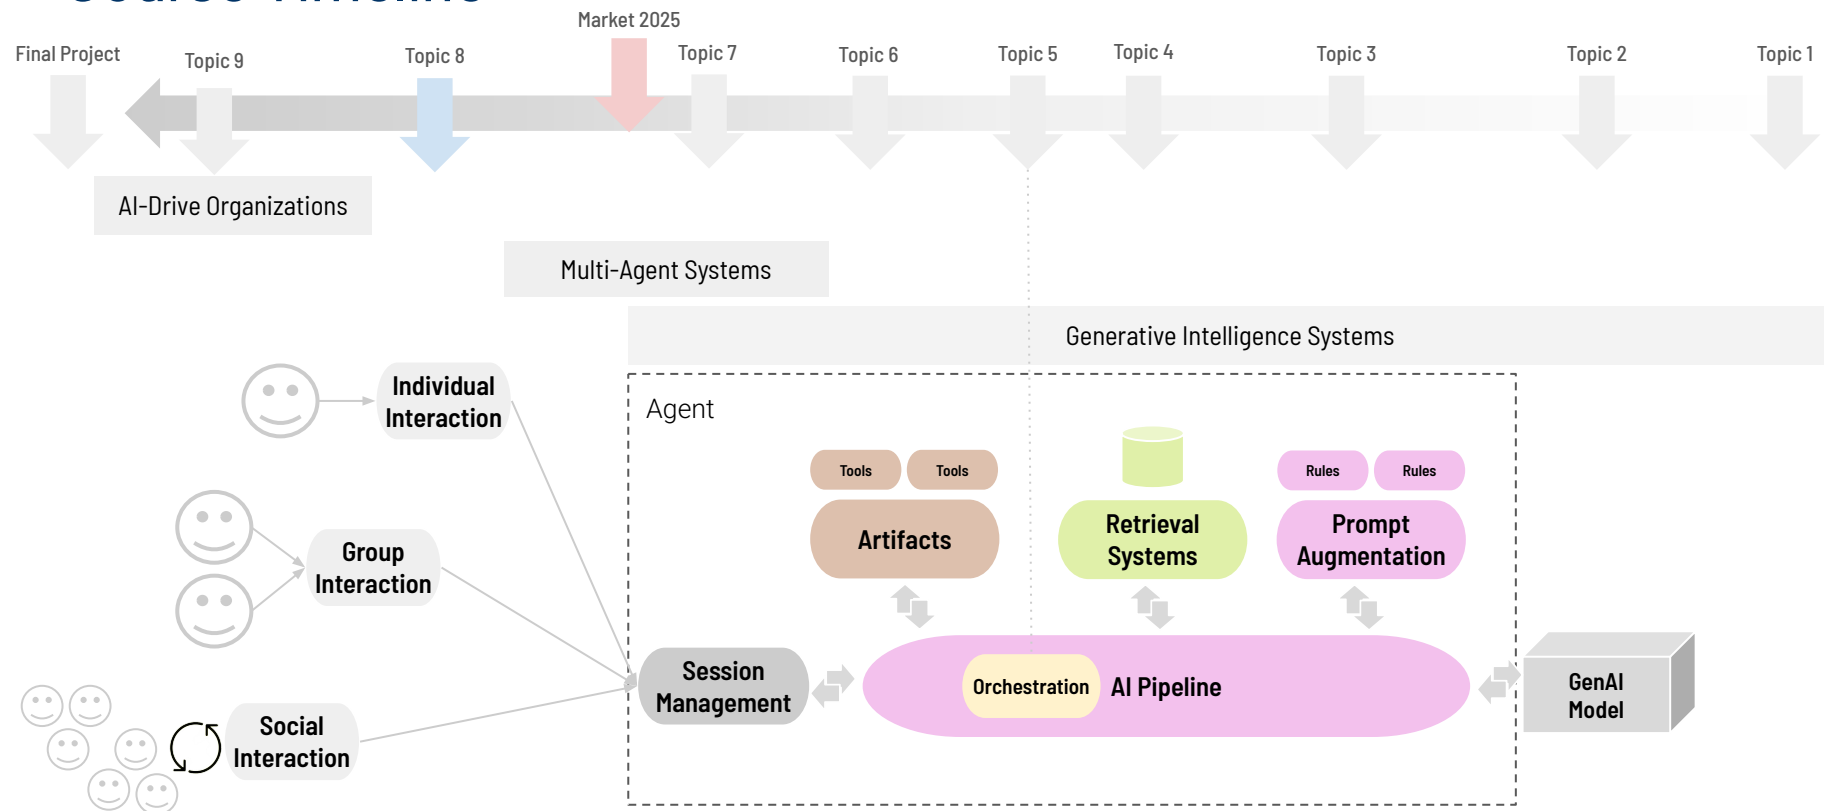 Course Timeline
Market 2025
Final Project
Topic 9
Topic 8
Topic 7
Topic 6
Topic 5
Topic 4
Topic 3
Topic 2
Topic 1
AI-Drive Organizations
Multi-Agent Systems
Generative Intelligence Systems
Individual
Interaction
Agent
Tools
Tools
Rules
Rules
Artifacts
Retrieval
Systems
Prompt
Augmentation
Group
Interaction
Session
Management
Orchestration
AI Pipeline
GenAI
Model
Social
Interaction